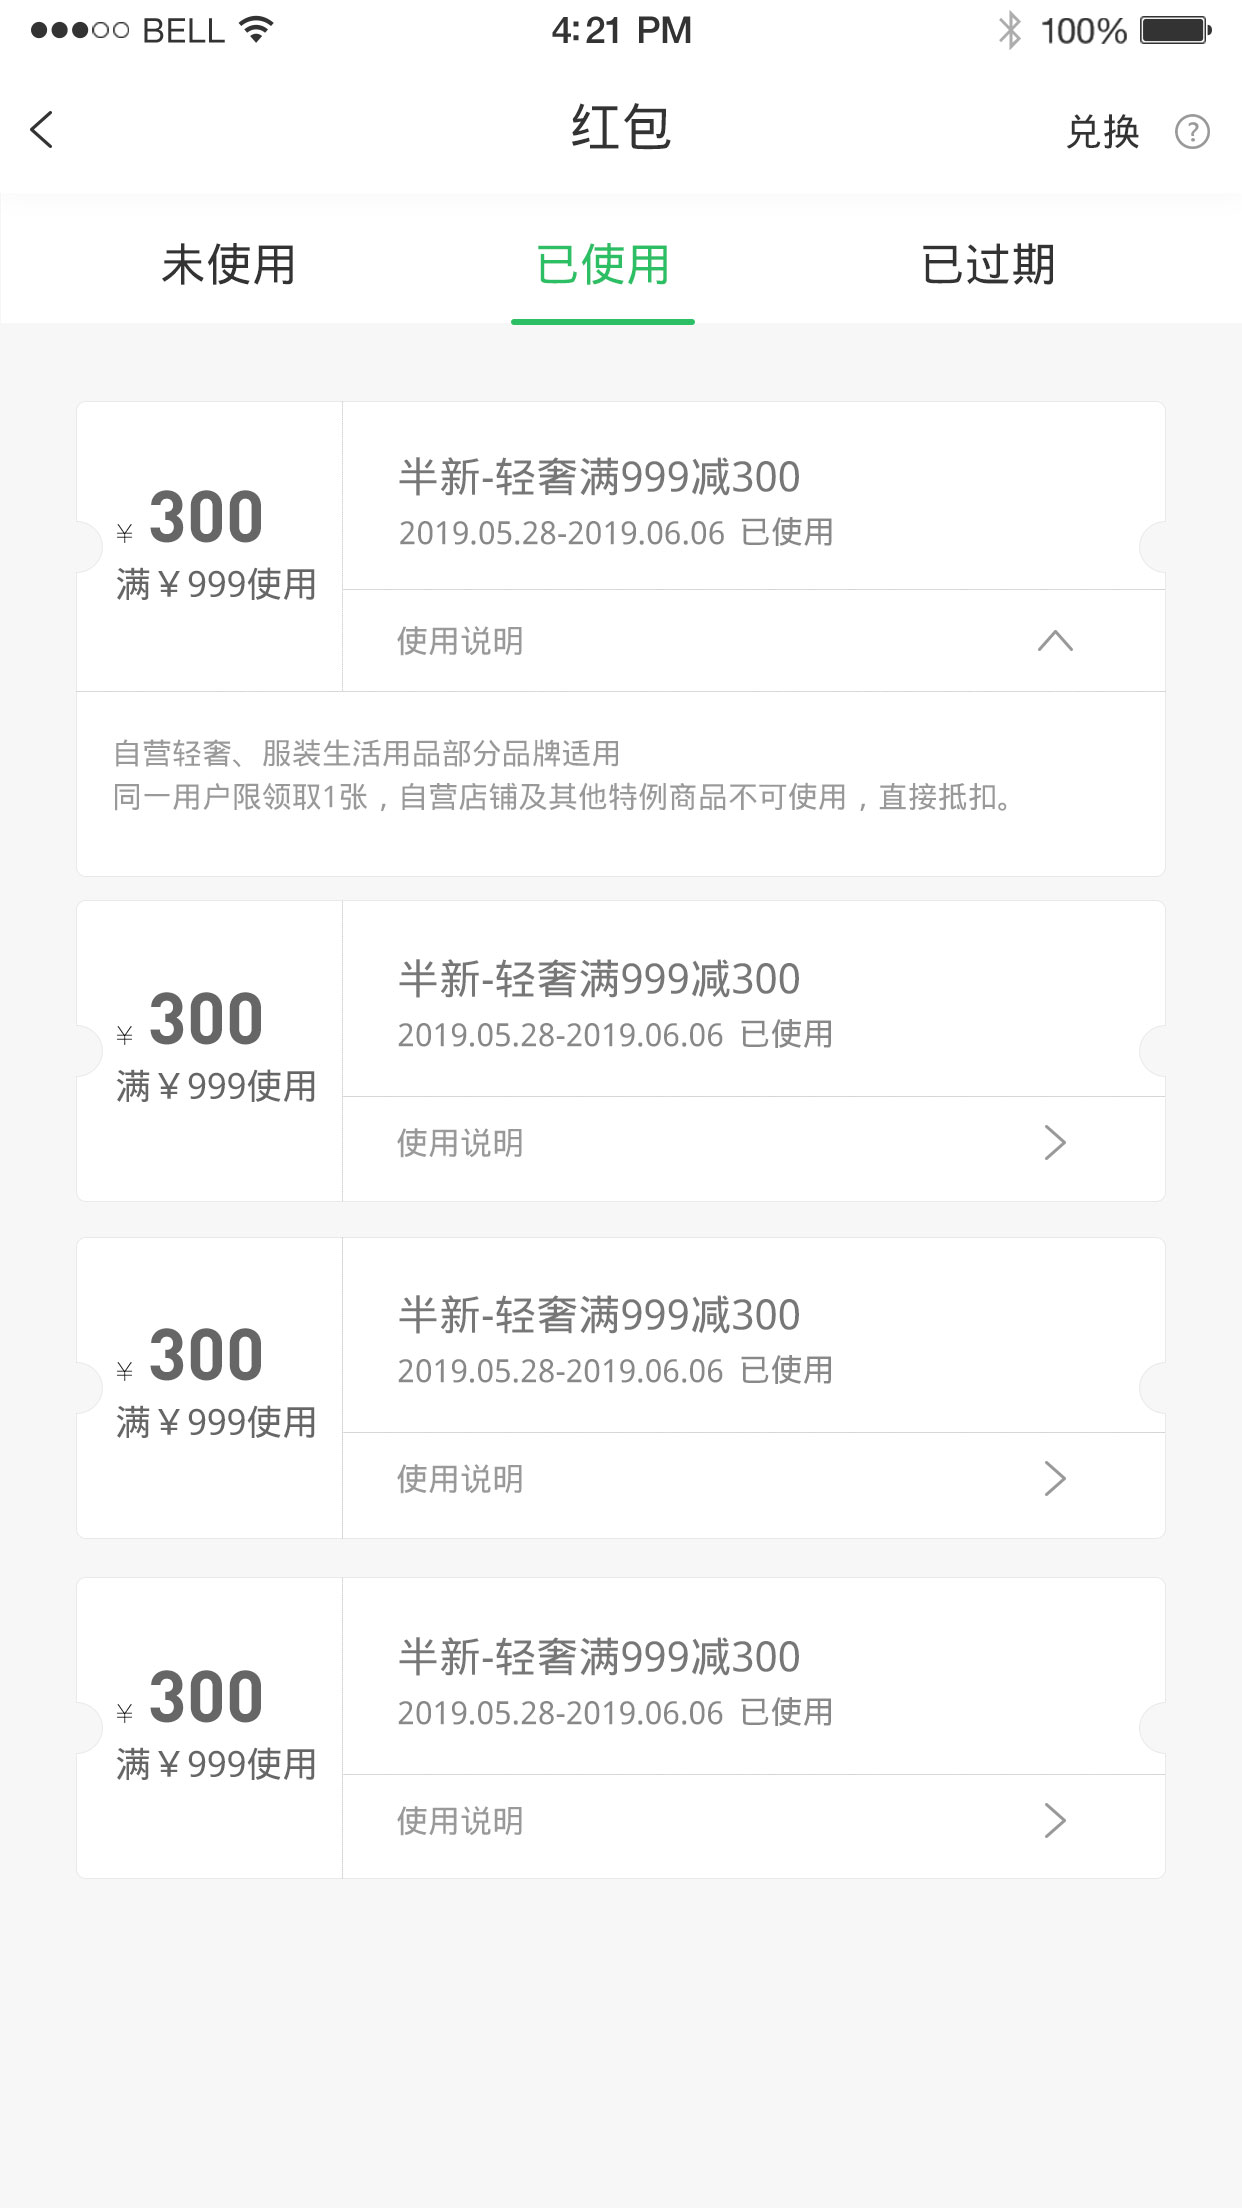 BELL 4:21 PM 100%
红包 兑换 ?
未使用 已使用 已过期
半新-轻奢满999减300
¥ 300
2019.05.28-2019.06.06 已使用
满￥999使用
使用说明
自营轻奢、服装生活用品部分品牌适用
同一用户限领取1张，自营店铺及其他特例商品不可使用，直接抵扣。
半新-轻奢满999减300
¥ 300
2019.05.28-2019.06.06 已使用
满￥999使用
使用说明
半新-轻奢满999减300
¥ 300
2019.05.28-2019.06.06 已使用
满￥999使用
使用说明
半新-轻奢满999减300
¥ 300
2019.05.28-2019.06.06 已使用
满￥999使用
使用说明